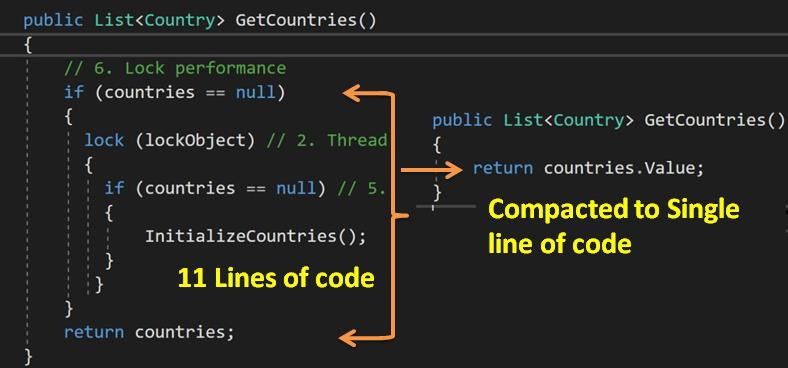 public List<Country> GetCountries()
{
// 6. Lock performance
if (countries == null)
{
lock (lockObject) // 2. Thread
{
if (countries == null) // 5.
{
InitializeCountries();
}
}
}
return countries;
}
11 Lines of code
public List<Country> GetCountries()
{
return countries.Value;
}
Compacted to Single
line of code